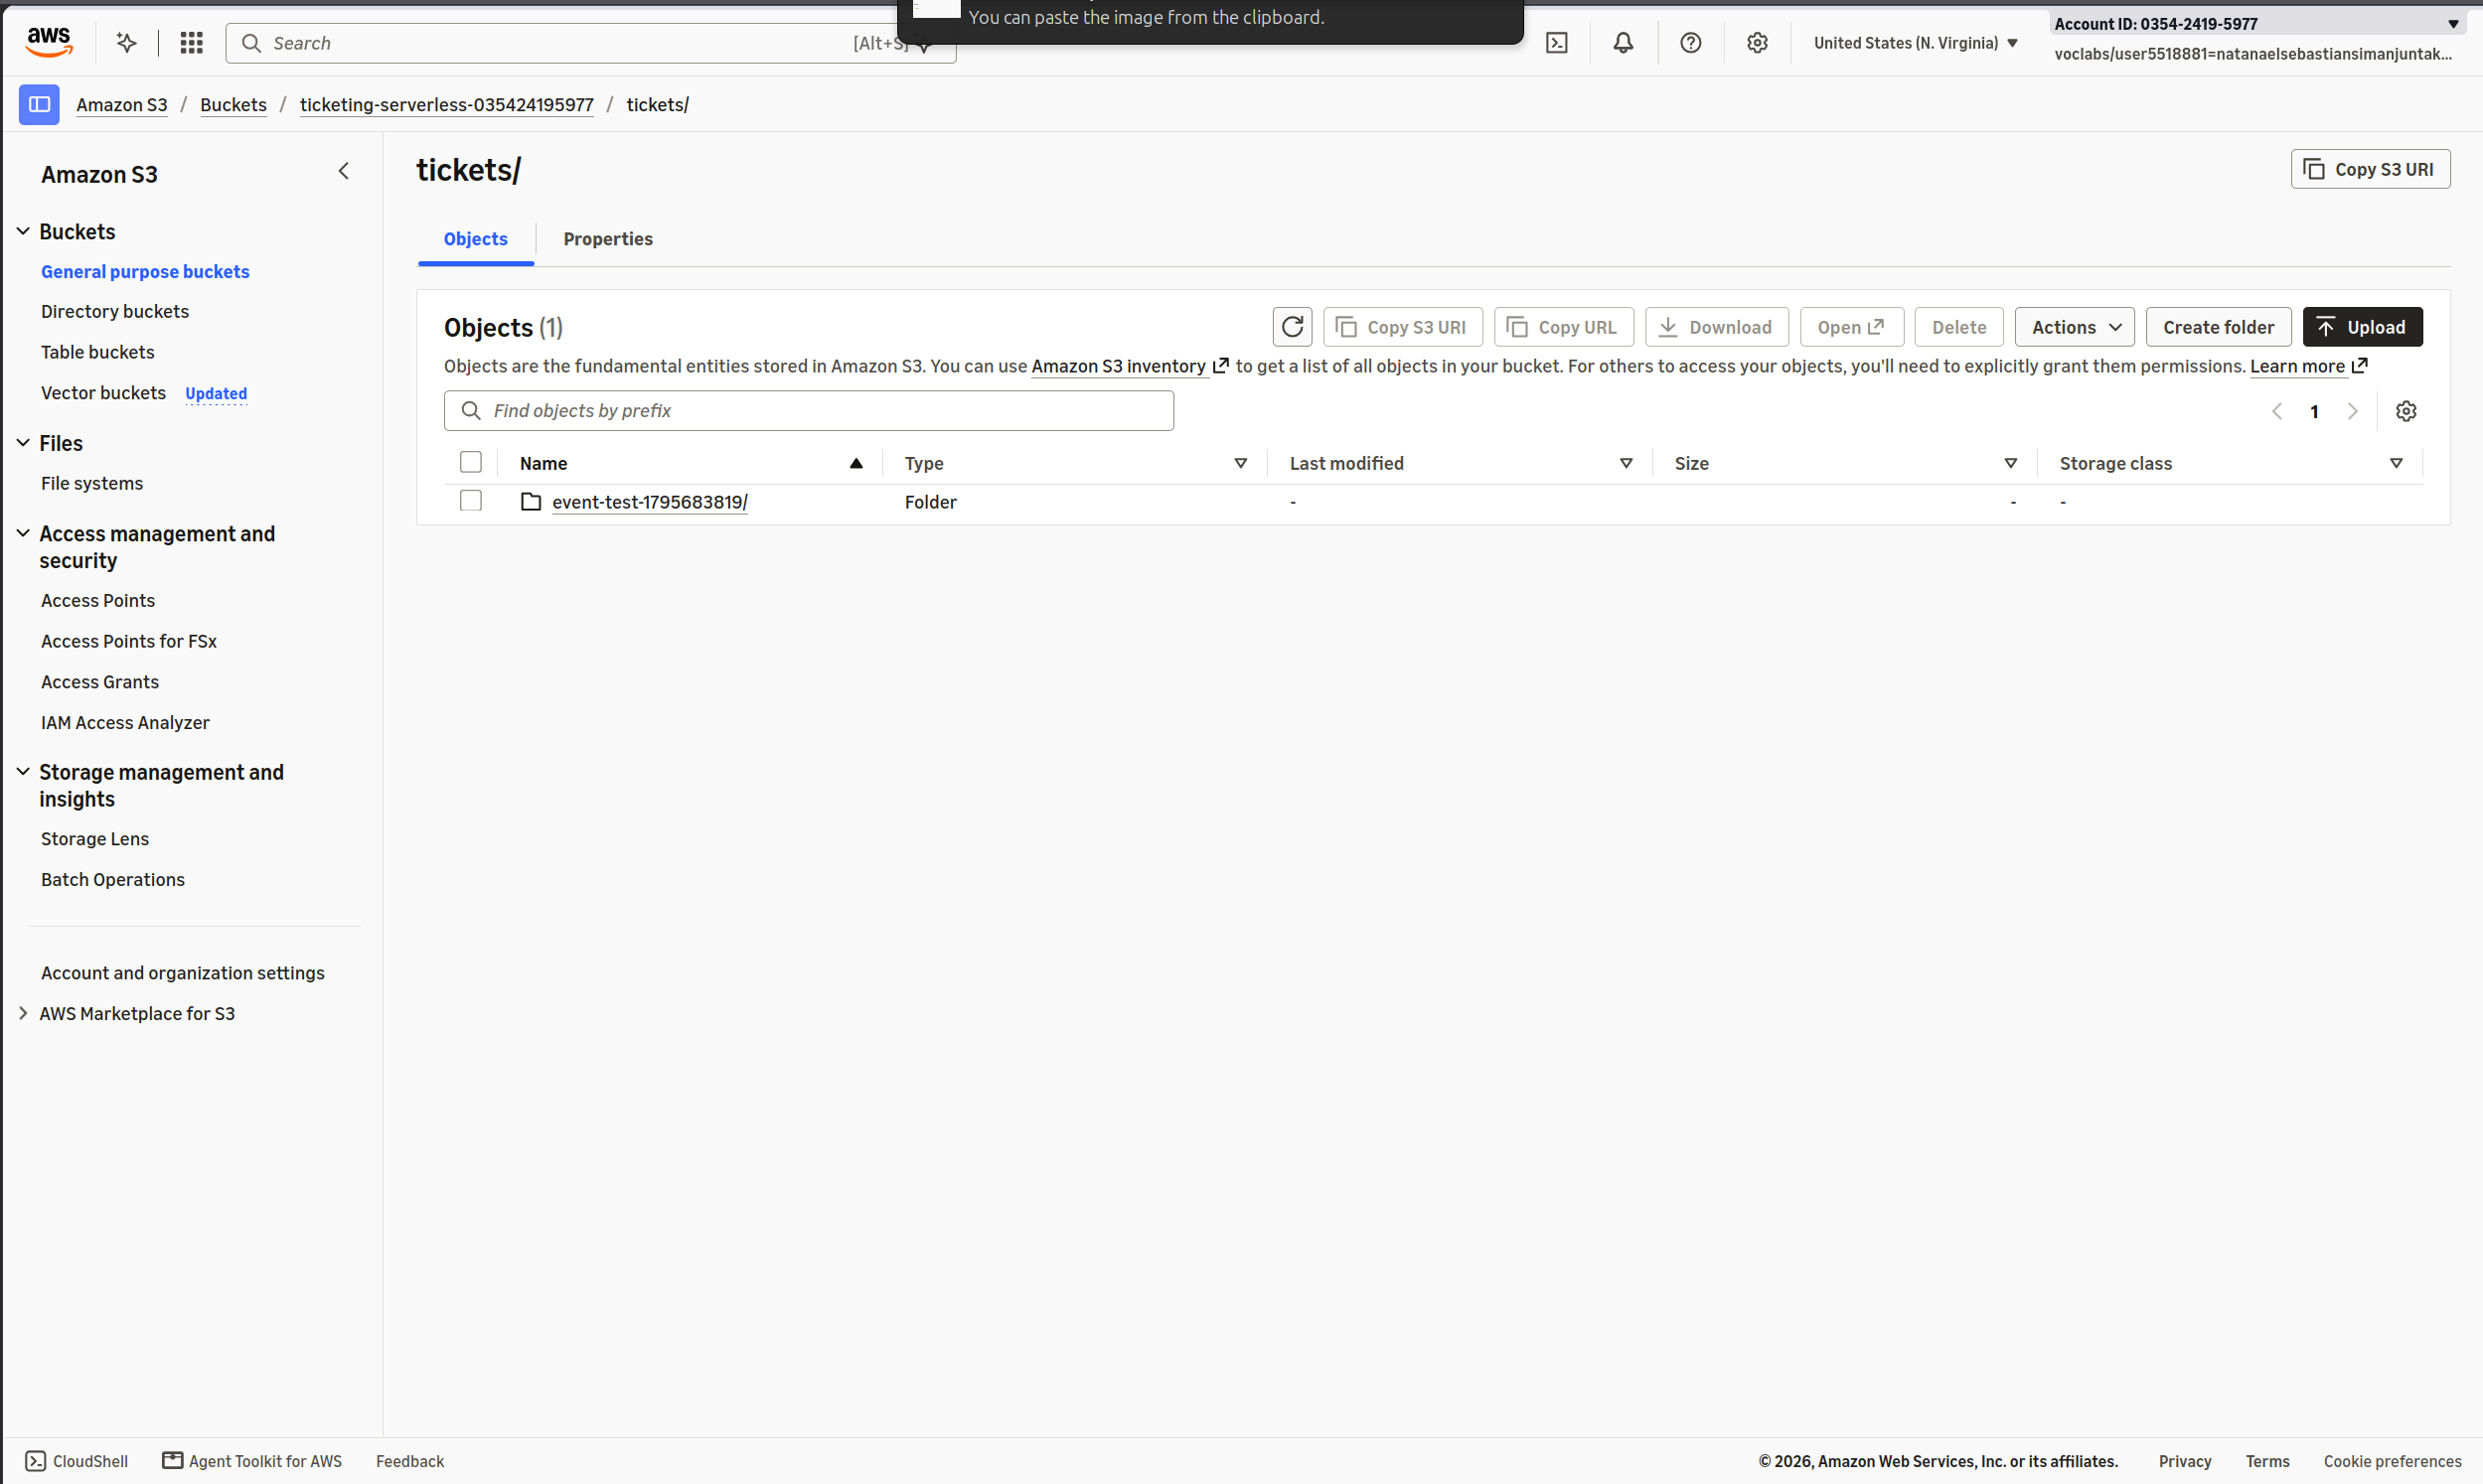 You can paste the image from the clipboard.
aws
Search
[Alt+S]
United States (N. Virginia)
Account ID: 0354-2419-5977
voclabs/user5518881=natanaelsebastiansimanjuntak...
Amazon S3 / Buckets / ticketing-serverless-035424195977 / tickets/
Amazon S3
Buckets
General purpose buckets
Directory buckets
Table buckets
Vector buckets Updated
Files
File systems
Access management and
security
Access Points
Access Points for FSx
Access Grants
IAM Access Analyzer
Storage management and
insights
Storage Lens
Batch Operations
Account and organization settings
AWS Marketplace for S3
tickets/
Copy S3 URI
Objects Properties
Objects (1)
Copy S3 URI Copy URL Download Open Delete Actions Create folder Upload
Objects are the fundamental entities stored in Amazon S3. You can use Amazon S3 inventory to get a list of all objects in your bucket. For others to access your objects, you'll need to explicitly grant them permissions. Learn more
Find objects by prefix
1
Name Type Last modified Size Storage class
event-test-1795683819/ Folder - - -
CloudShell Agent Toolkit for AWS Feedback
© 2026, Amazon Web Services, Inc. or its affiliates. Privacy Terms Cookie preferences